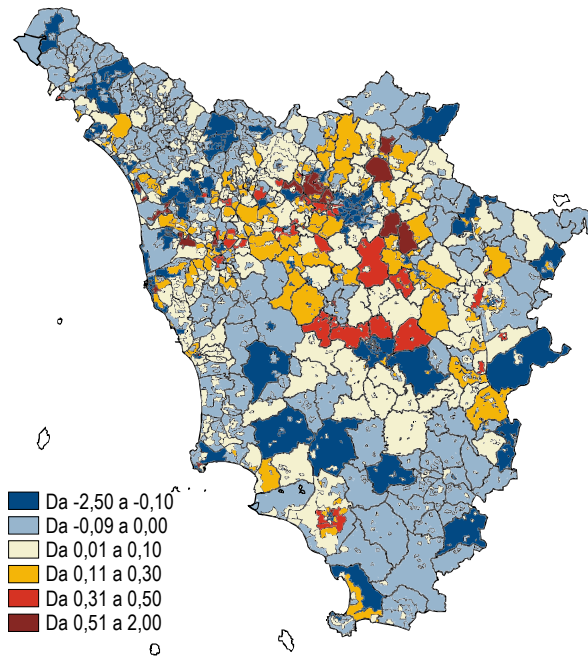 Da -2,50 a -0,10
Da -0,09 a 0,00
Da 0,01 a 0,10
Da 0,11 a 0,30
Da 0,31 a 0,50
Da 0,51 a 2,00